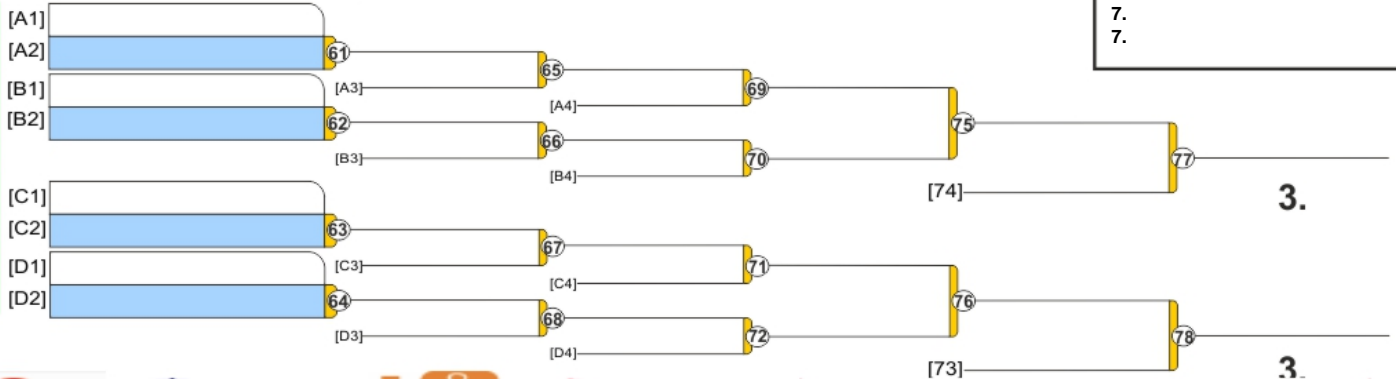 7.
7.
[A1]
[A2]
61
[A3]
65
[A4]
69
[B1]
[B2]
62
[B3]
66
[B4]
70
75
[74]
77
3.
[C1]
[C2]
63
[C3]
67
[C4]
71
[D1]
[D2]
64
[D3]
68
[D4]
72
76
[73]
78
3.